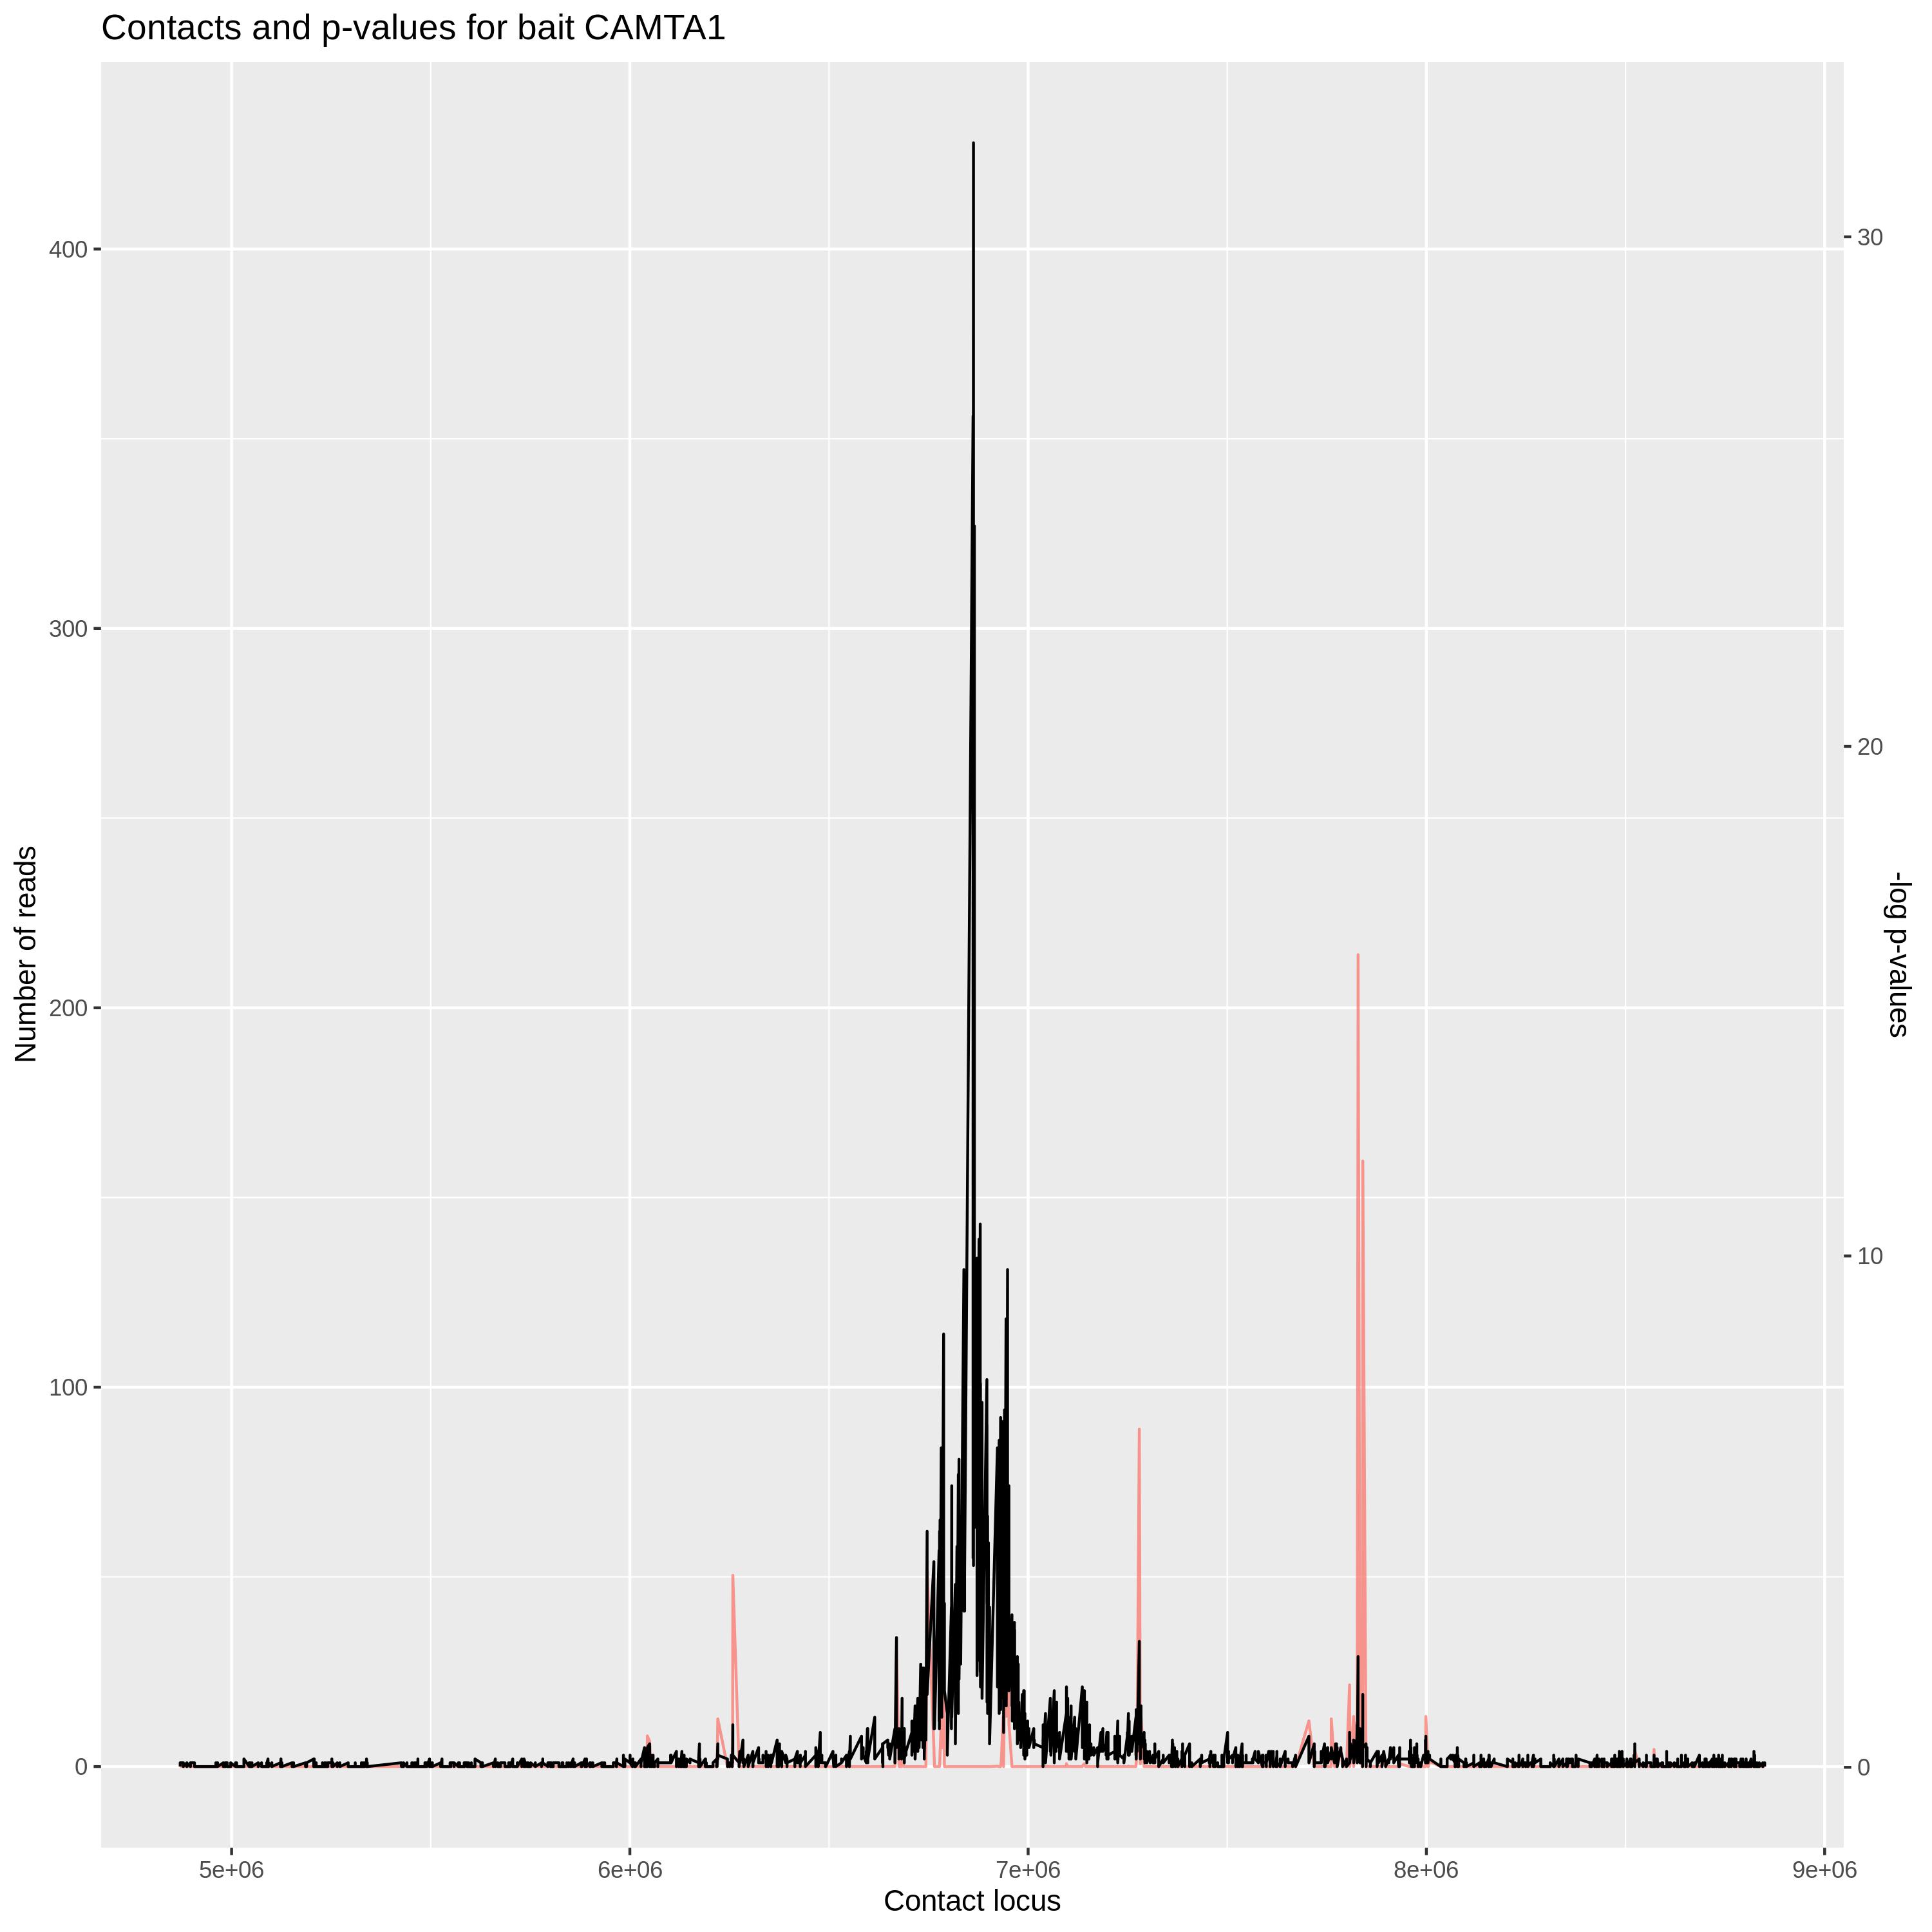 Contacts and p-values for bait CAMTA1
400
300
200
100
0
Number of reads
30
20
10
0
-log p-values
5e+06 6e+06 7e+06 8e+06 9e+06
Contact locus